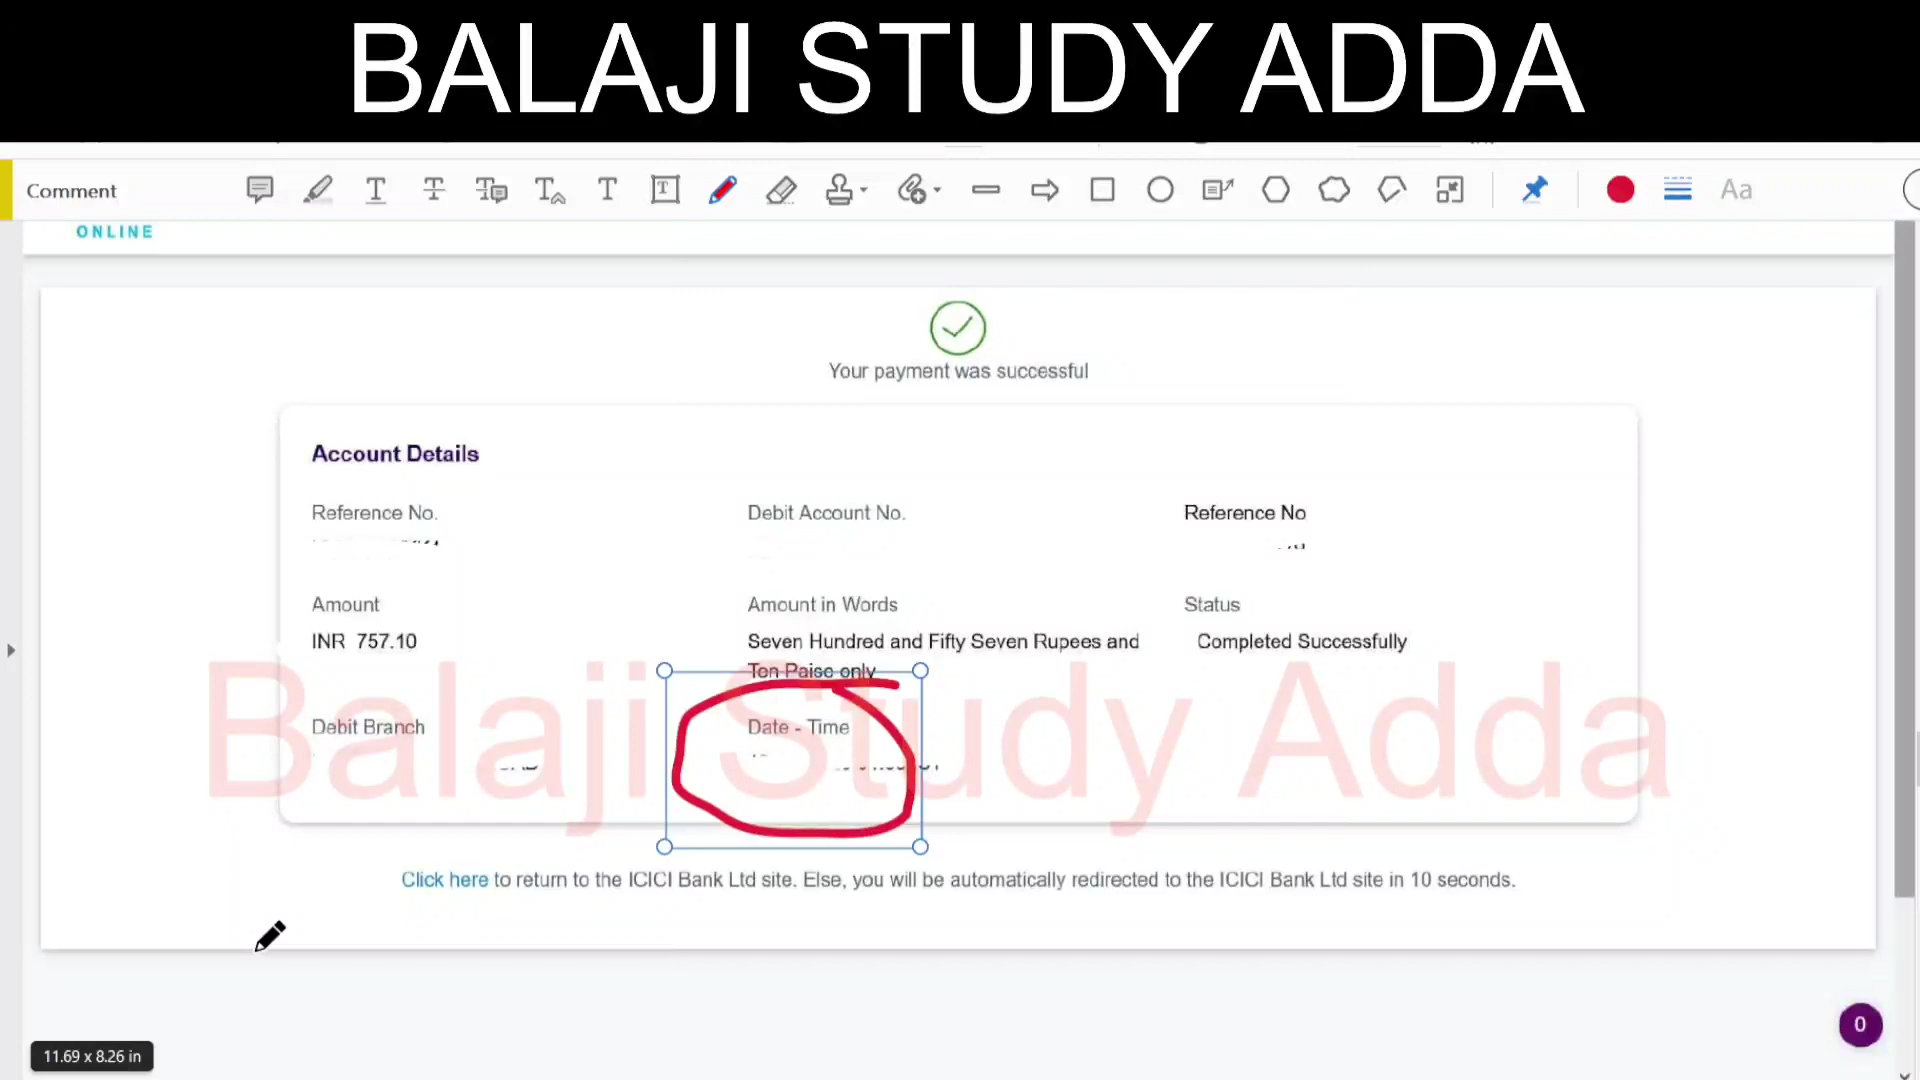 BALAJI STUDY ADDA
Comment
Aa
ONLINE
Your payment was successful
Account Details
Reference No. Debit Account No. Reference No
Amount Amount in Words Status
INR 757.10 Seven Hundred and Fifty Seven Rupees and Completed Successfully
Ten Paise only
Balaji Study Adda
Debit Branch Date - Time
Click here to return to the ICICI Bank Ltd site. Else, you will be automatically redirected to the ICICI Bank Ltd site in 10 seconds.
0
11.69 x 8.26 in